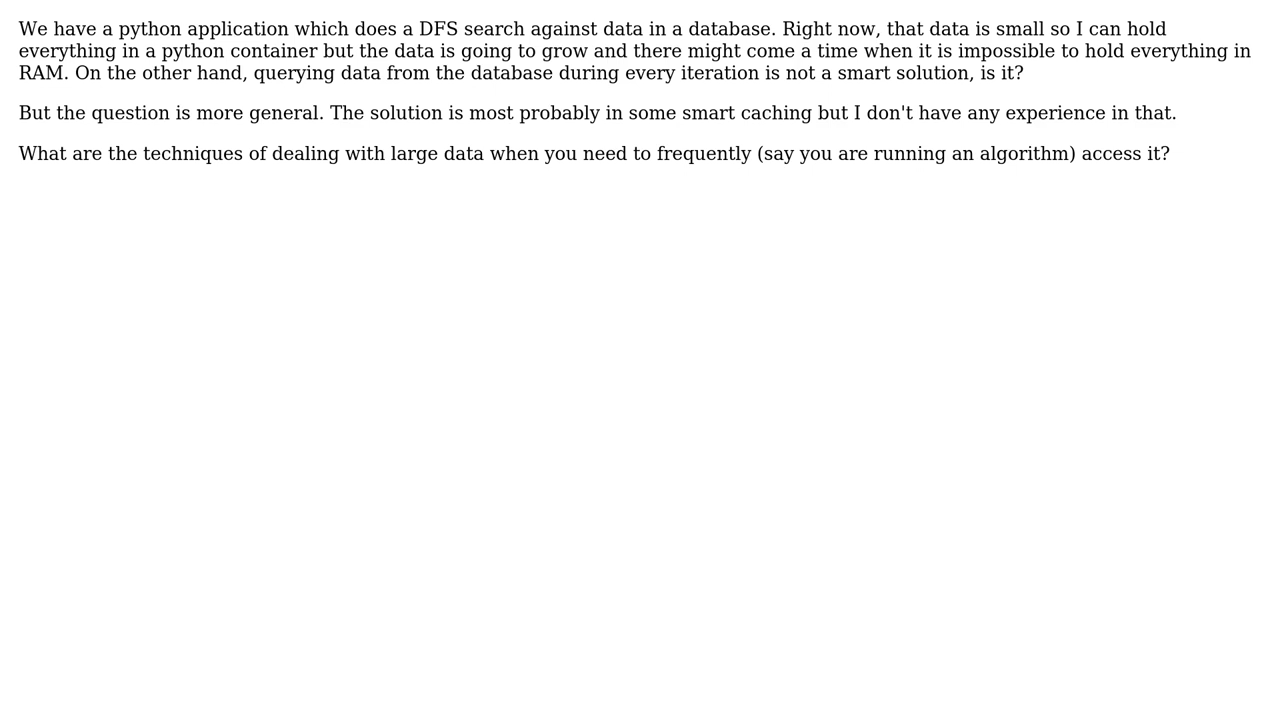 We have a python application which does a DFS search against data in a database. Right now, that data is small so I can hold
everything in a python container but the data is going to grow and there might come a time when it is impossible to hold everything in
RAM. On the other hand, querying data from the database during every iteration is not a smart solution, is it?
But the question is more general. The solution is most probably in some smart caching but I don't have any experience in that.
What are the techniques of dealing with large data when you need to frequently (say you are running an algorithm) access it?